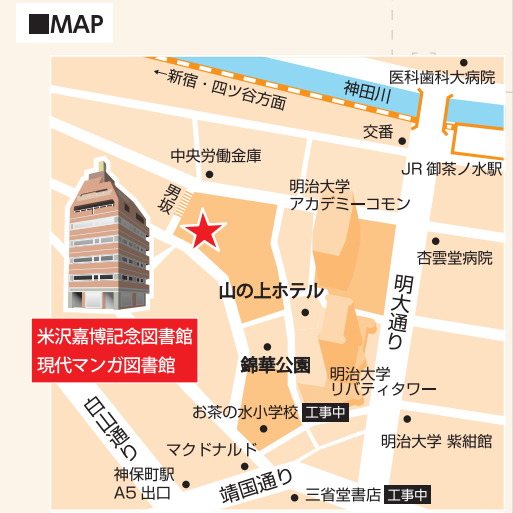 ■MAP
医科歯科大病院
←新宿・四ツ谷方面
神田川
交番
中央労働金庫
JR 御茶ノ水駅
男坂
明治大学
アカデミーコモン
杏雲堂病院
明大通り
山の上ホテル
米沢嘉博記念図書館
現代マンガ図書館
錦華公園
明治大学
リバティタワー
お茶の水小学校 工事中
白山通り
明治大学 紫紺館
マクドナルド
神保町駅
A5 出口
靖国通り
三省堂書店 工事中